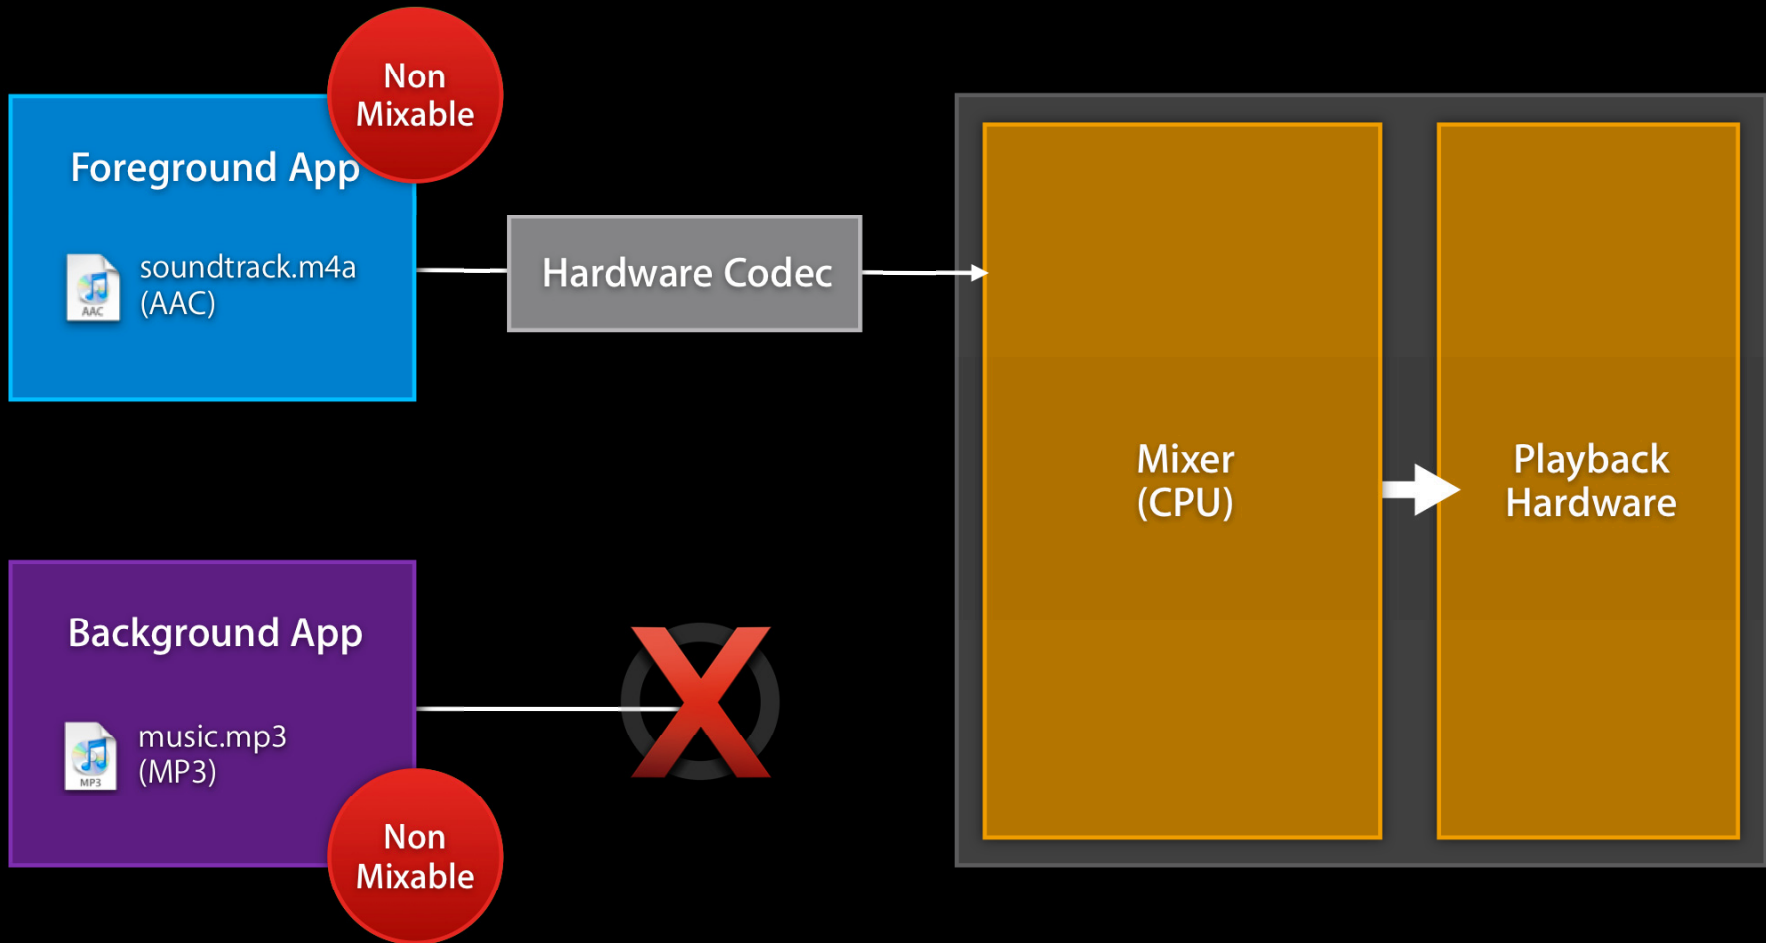 Non
Mixable
Foreground App
soundtrack.m4a
(AAC)
AAC
Hardware Codec
Mixer
(CPU)
Playback
Hardware
Background App
music.mp3
(MP3)
MP3
Non
Mixable